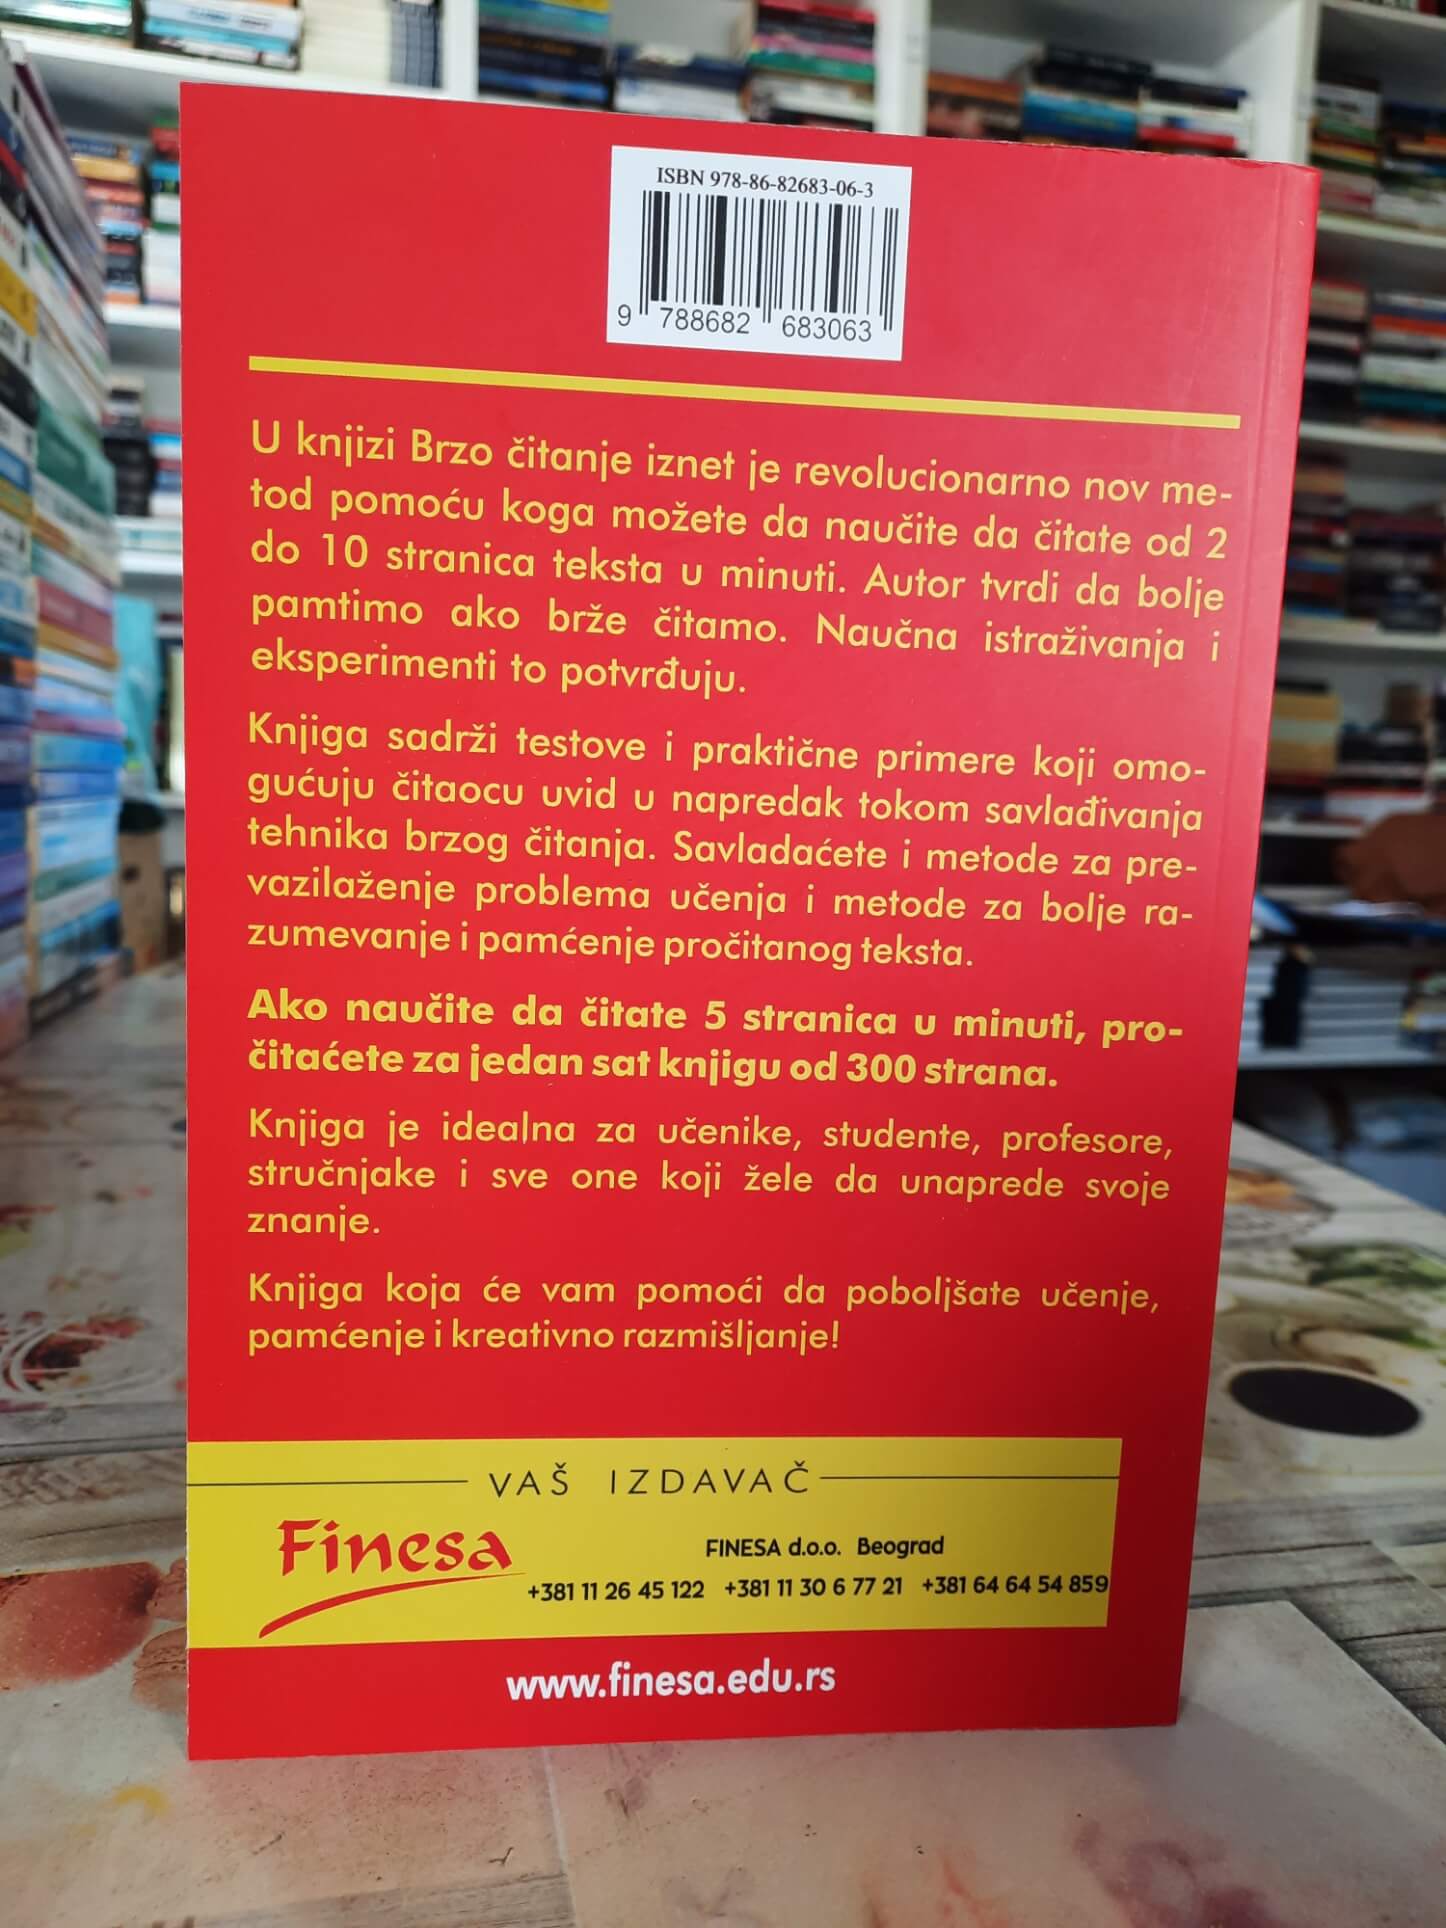 ISBN 978-86-82683-06-3
9 788682 683063
U knjizi Brzo čitanje iznet je revolucionarno nov me-
tod pomoću koga možete da naučite da čitate od 2
do 10 stranica teksta u minuti. Autor tvrdi da bolje
pamtimo ako brže čitamo. Naučna istraživanja i
eksperimenti to potvrđuju.
Knjiga sadrži testove i praktične primere koji omo-
gućuju čitaocu uvid u napredak tokom savlađivanja
tehnika brzog čitanja. Savladaćete i metode za pre-
vazilaženje problema učenja i metode za bolje ra-
zumevanje i pamćenje pročitanog teksta.
Ako naučite da čitate 5 stranica u minuti, pro-
čitaćete za jedan sat knjigu od 300 strana.
Knjiga je idealna za učenike, studente, profesore,
stručnjake i sve one koji žele da unaprede svoje
znanje.
Knjiga koja će vam pomoći da poboljšate učenje,
pamćenje i kreativno razmišljanje!
VAŠ IZDAVAČ
Finesa
FINESA d.o.o. Beograd
+381 11 26 45 122 +381 11 30 6 77 21 +381 64 64 54 859
www.finesa.edu.rs